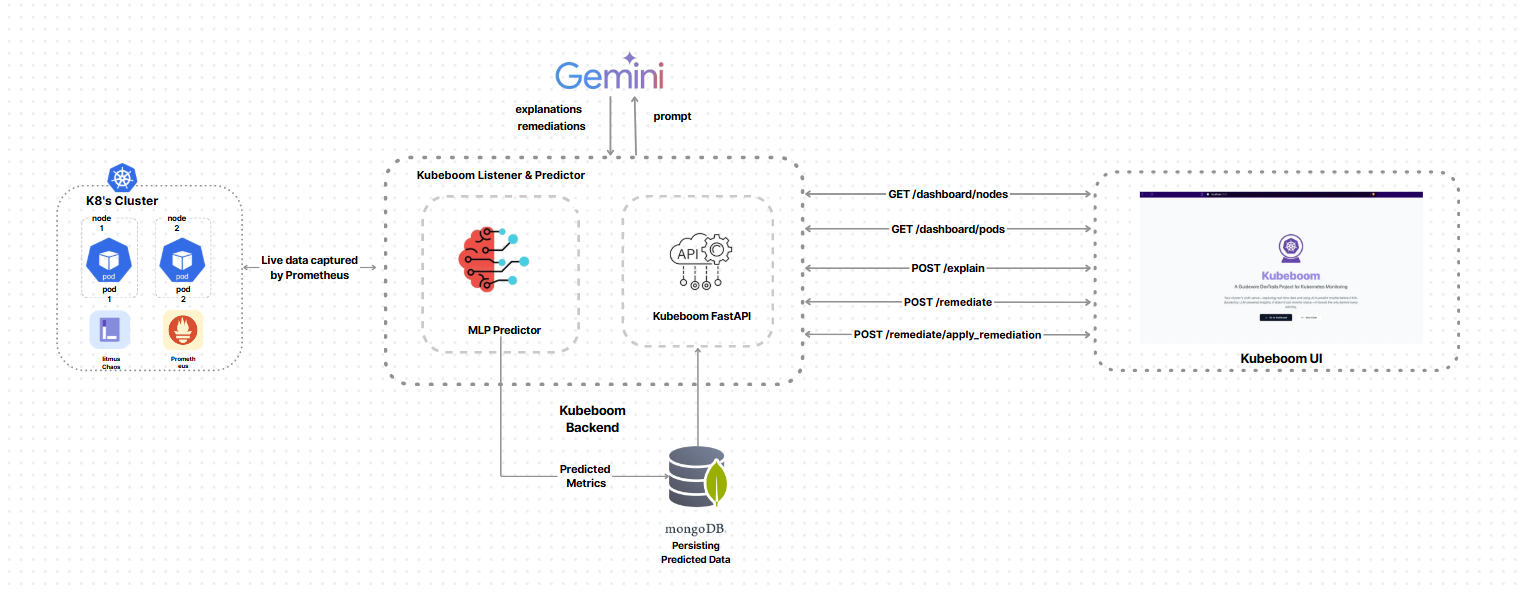 Gemini
explanations
remediations
prompt
Kubeboom Listener & Predictor
K8's Cluster
node
1
node
2
pod
pod
pod
1
pod
2
litmus
Chaos
Prometh
eus
Live data captured
by Prometheus
MLP Predictor
API
Kubeboom FastAPI
GET /dashboard/nodes
GET /dashboard/pods
POST /explain
POST /remediate
POST /remediate/apply_remediation
Kubeboom
A Guidewire DevTrails Project for Kubernetes Monitoring
Kubeboom UI
Kubeboom
Backend
Predicted
Metrics
mongoDB.
Persisting
Predicted Data